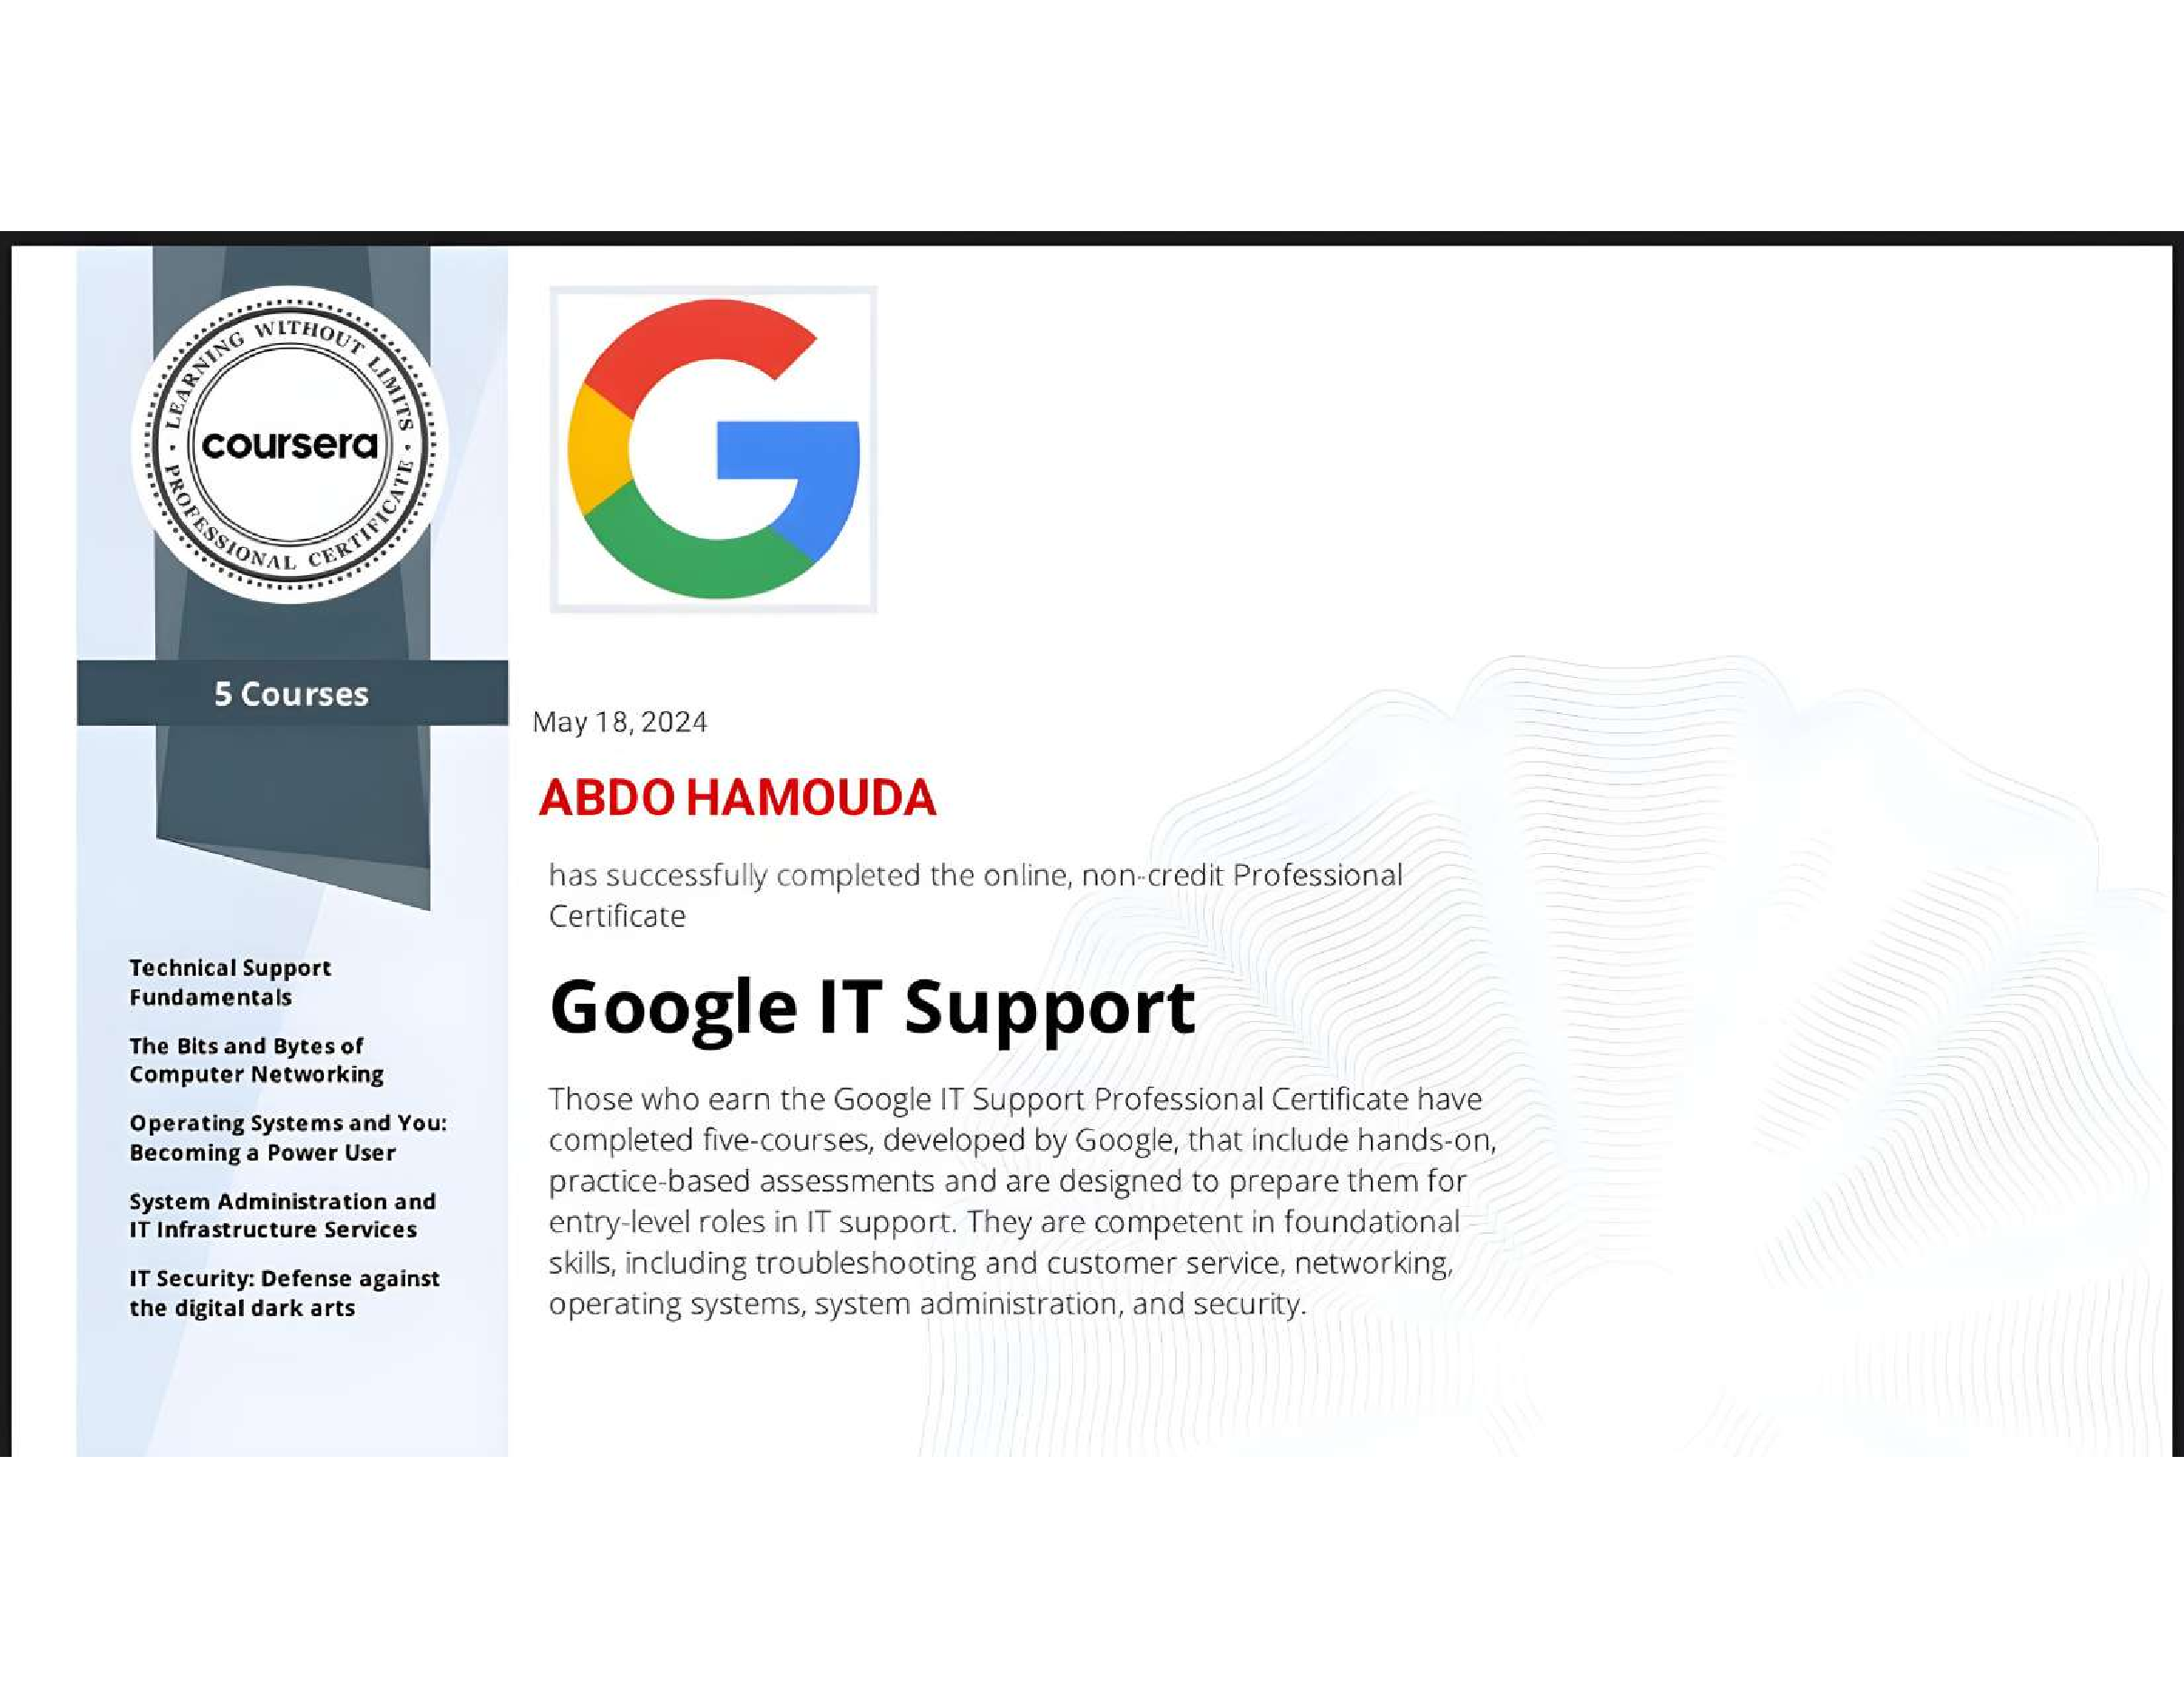 LEARNING WITHOUT LIMITS
coursera
PROFESSIONAL CERTIFICATE
5 Courses
Technical Support
Fundamentals
The Bits and Bytes of
Computer Networking
Operating Systems and You:
Becoming a Power User
System Administration and
IT Infrastructure Services
IT Security: Defense against
the digital dark arts
May 18, 2024
ABDO HAMOUDA
has successfully completed the online, non-credit Professional
Certificate
Google IT Support
Those who earn the Google IT Support Professional Certificate have
completed five-courses, developed by Google, that include hands-on,
practice-based assessments and are designed to prepare them for
entry-level roles in IT support. They are competent in foundational
skills, including troubleshooting and customer service, networking,
operating systems, system administration, and security.